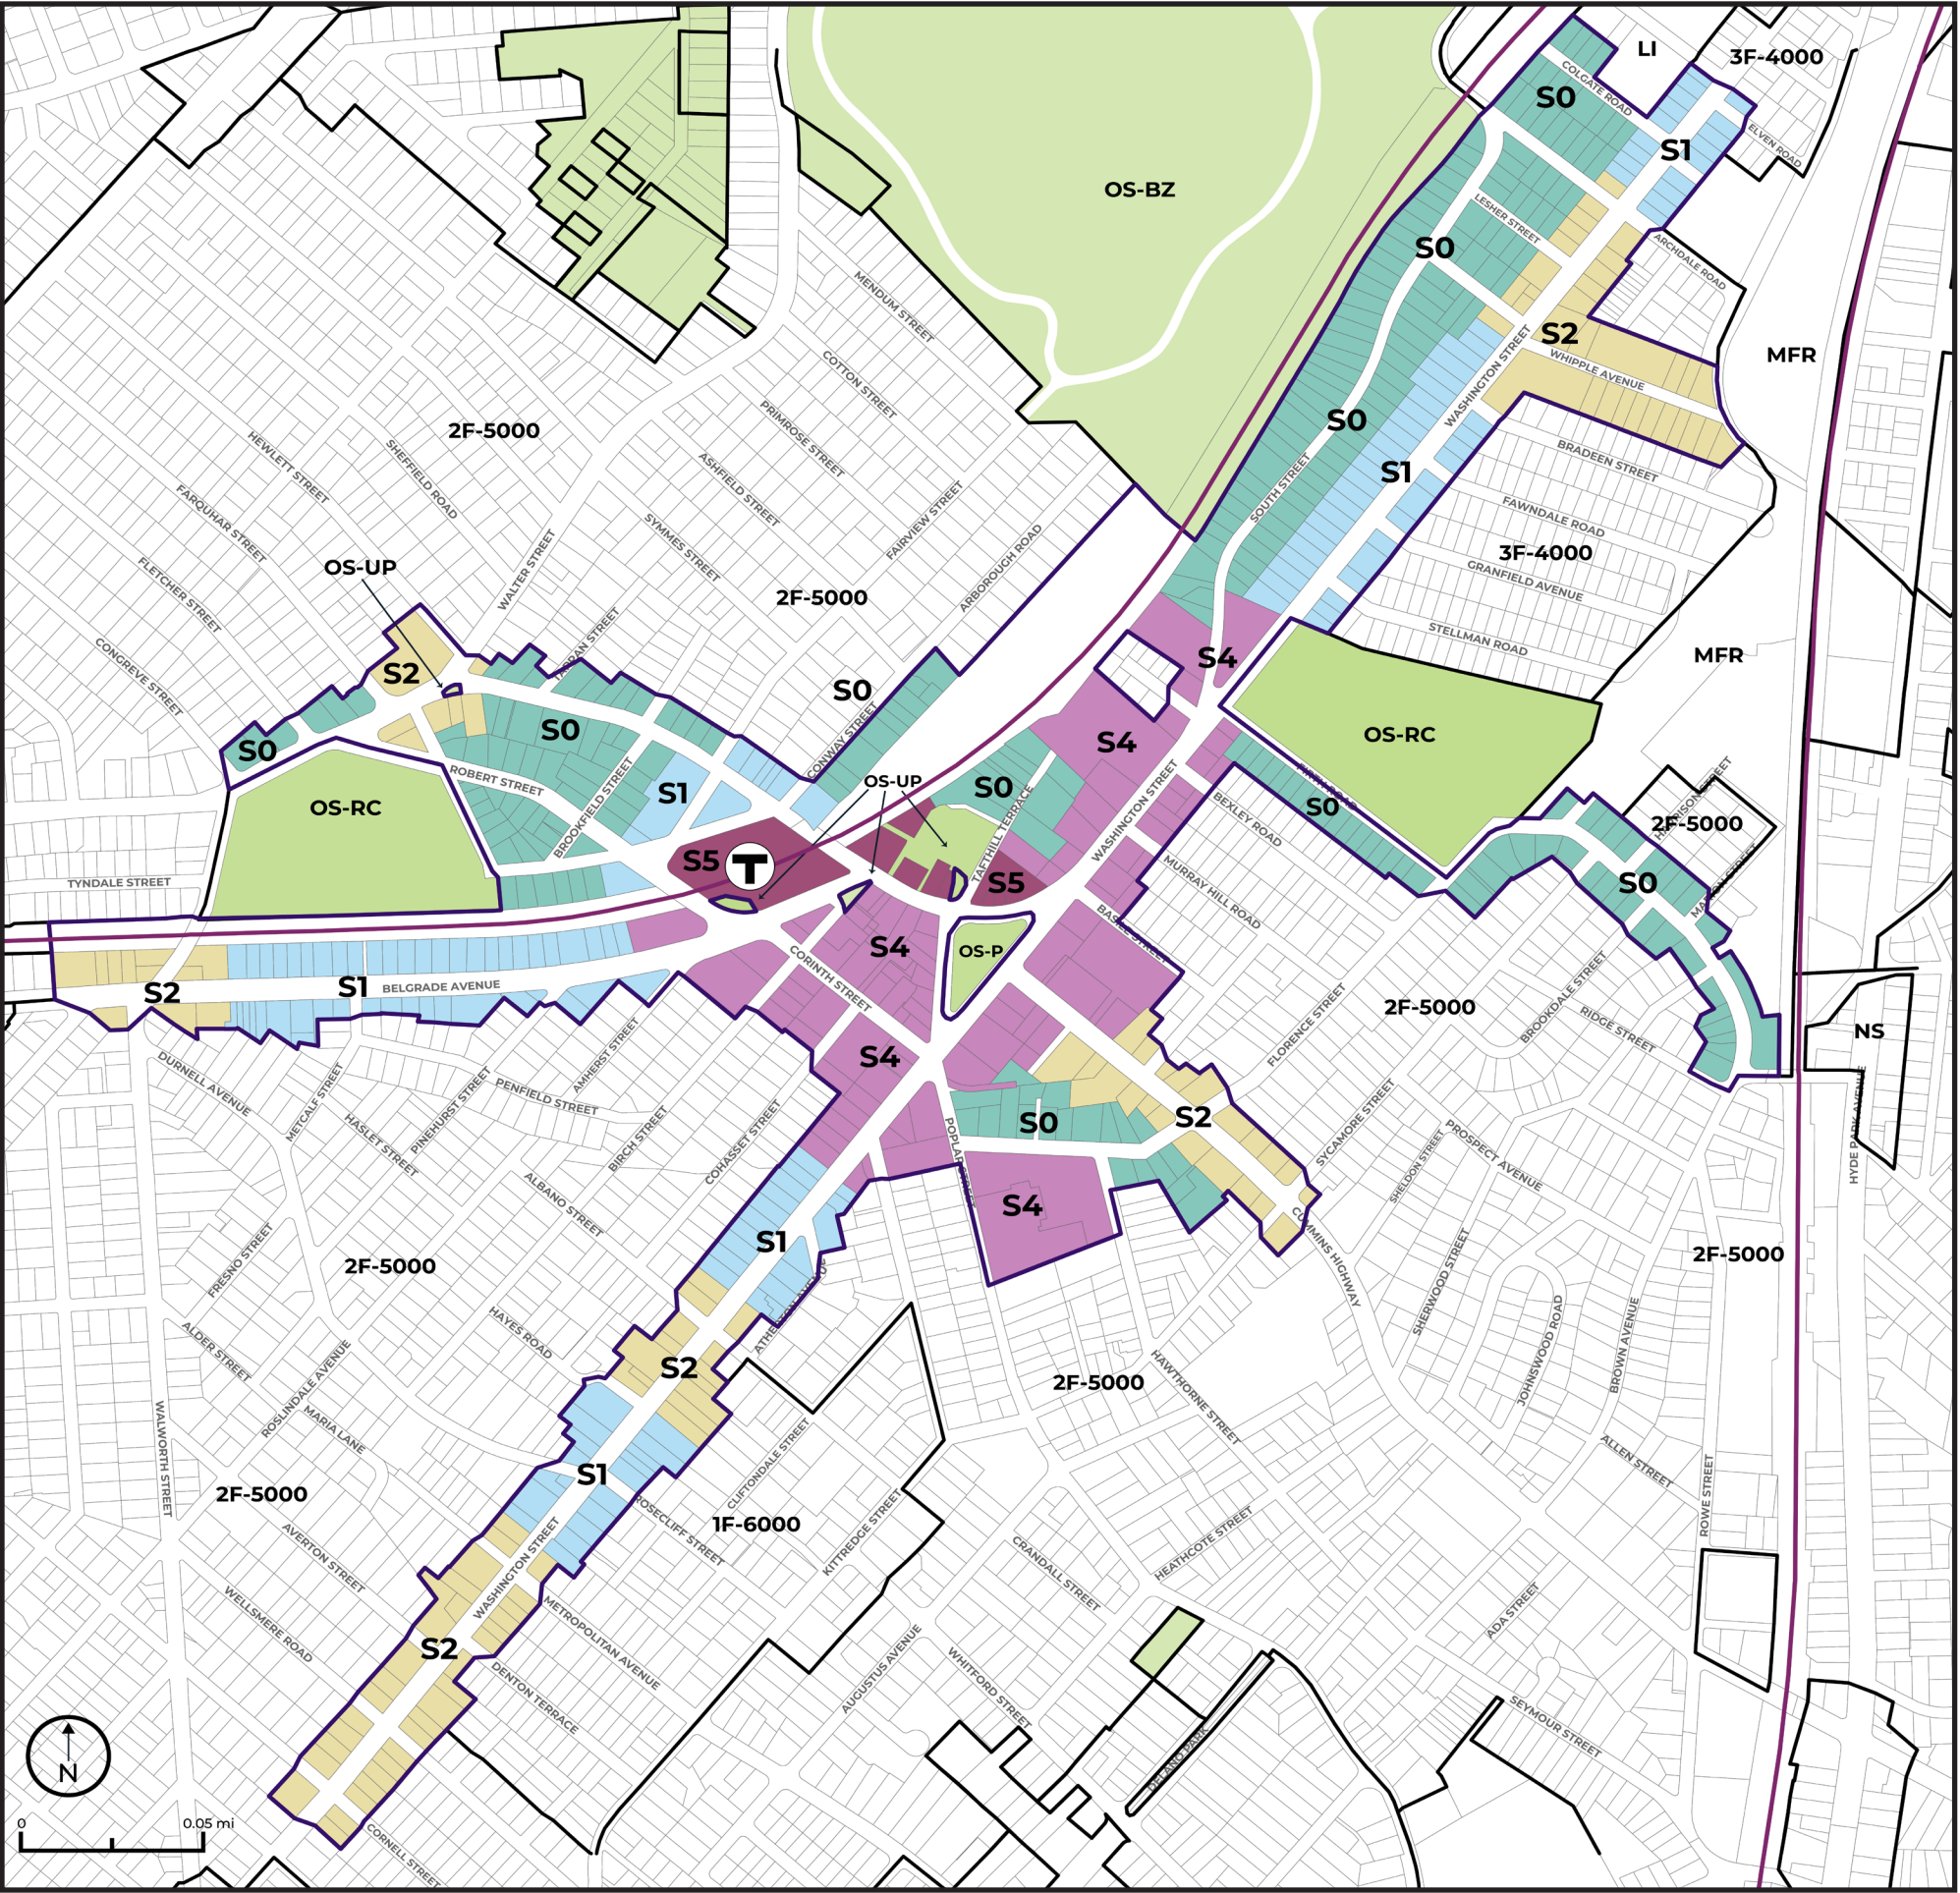 LI
3F-4000
COLGATE ROAD
S0
S1
ELVEN ROAD
OS-BZ
LESHER STREET
S0
ARCHDALE ROAD
MENDUM STREET
S2
MFR
WASHINGTON STREET
WHIPPLE AVENUE
COTTON STREET
PRIMROSE STREET
S0
2F-5000
HEWLETT STREET
SHEFFIELD ROAD
ASHFIELD STREET
BRADEEN STREET
S1
SOUTH STREET
FARQUHAR STREET
SYMMES STREET
FAIRVIEW STREET
FAWNDALE ROAD
3F-4000
ARBOROUGH ROAD
OS-UP
WALTER STREET
FLETCHER STREET
2F-5000
GRANFIELD AVENUE
STELLMAN ROAD
CONGREVE STREET
S2
S4
MFR
S0
S0
S0
CONWAY STREET
S4
OS-RC
ROBERT STREET
S1
OS-UP
S0
OS-RC
BROOKFIELD STREET
TAFTHILL TERRACE
WASHINGTON STREET
BEXLEY ROAD
S0
2F-5000
S5
T
S5
MURRAY HILL ROAD
S0
TYNDALE STREET
S4
OS-P
CORINTH STREET
S2
S1
BELGRADE AVENUE
2F-5000
BROOKDALE STREET
RIDGE STREET
FLORENCE STREET
NS
S4
DURNELL AVENUE
METCALF STREET
PENFIELD STREET
AMHERST STREET
PINEHURST STREET
HASLET STREET
BIRCH STREET
COHASSET STREET
S0
S2
POPLAR STREET
SYCAMORE STREET
SHELDON STREET
PROSPECT AVENUE
HYDE PARK AVENUE
ALBANO STREET
S4
S1
CUMMINS HIGHWAY
FRESNO STREET
2F-5000
SHERWOOD STREET
2F-5000
HAYES ROAD
ALDER STREET
ROSLINDALE AVENUE
S2
2F-5000
HAWTHORNE STREET
JOHNSWOOD ROAD
BROWN AVENUE
MARIA LANE
WALWORTH STREET
S1
CLIFTONDALE STREET
ALLEN STREET
2F-5000
ROSECLIFF STREET
1F-6000
KITTREDGE STREET
ROWE STREET
AVERTON STREET
WASHINGTON STREET
CRANDALL STREET
HEATHCOTE STREET
WELLSMERE ROAD
METROPOLITAN AVENUE
S2
ADA STREET
DENTON TERRACE
AUGUSTUS AVENUE
WHITFORD STREET
SEYMOUR STREET
DELANO PARK
N
0
0.05 mi
CORNELL STREET